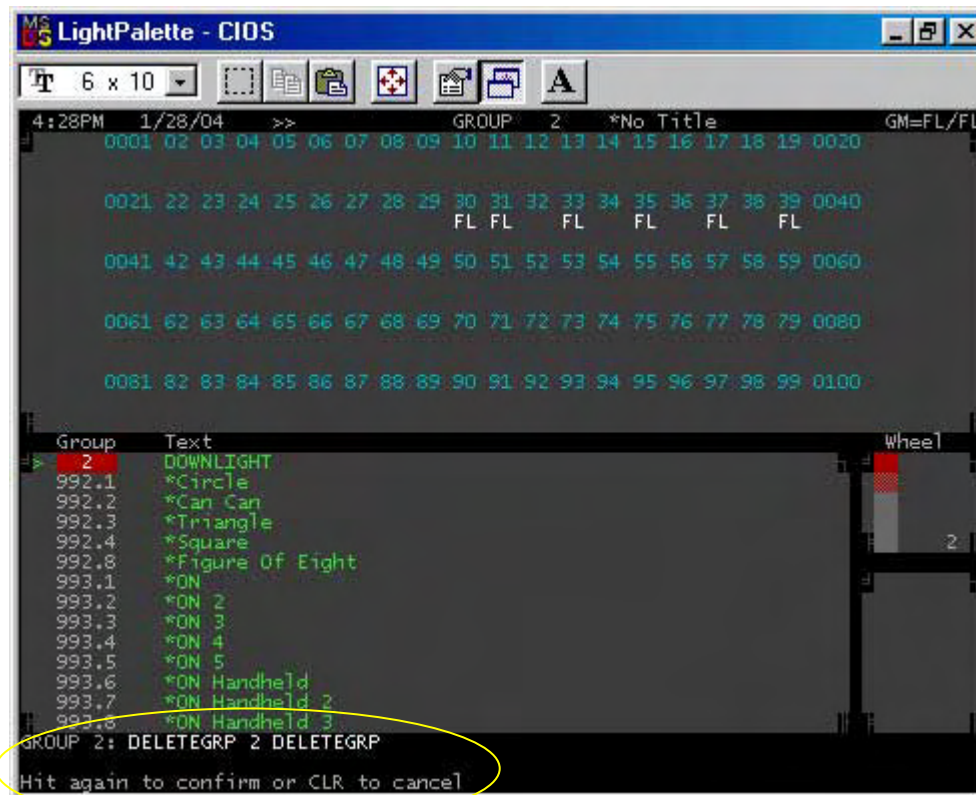 LightPalette - CIOS
6 x 10
A
4:28PM 1/28/04 >> GROUP 2 *No Title GM=FL/FL
0001 02 03 04 05 06 07 08 09 10 11 12 13 14 15 16 17 18 19 0020
0021 22 23 24 25 26 27 28 29 30 31 32 33 34 35 36 37 38 39 0040
FL FL FL FL FL FL
0041 42 43 44 45 46 47 48 49 50 51 52 53 54 55 56 57 58 59 0060
0061 62 63 64 65 66 67 68 69 70 71 72 73 74 75 76 77 78 79 0080
0081 82 83 84 85 86 87 88 89 90 91 92 93 94 95 96 97 98 99 0100
Group Text Wheel
> 2 DOWNLIGHT
992.1 *Circle
992.2 *Can Can
992.3 *Triangle
992.4 *Square 2
992.8 *Figure Of Eight
993.1 *ON
993.2 *ON 2
993.3 *ON 3
993.4 *ON 4
993.5 *ON 5
993.6 *ON Handheld
993.7 *ON Handheld 2
993.8 *ON Handheld 3
GROUP 2: DELETEGRP 2 DELETEGRP
Hit again to confirm or CLR to cancel